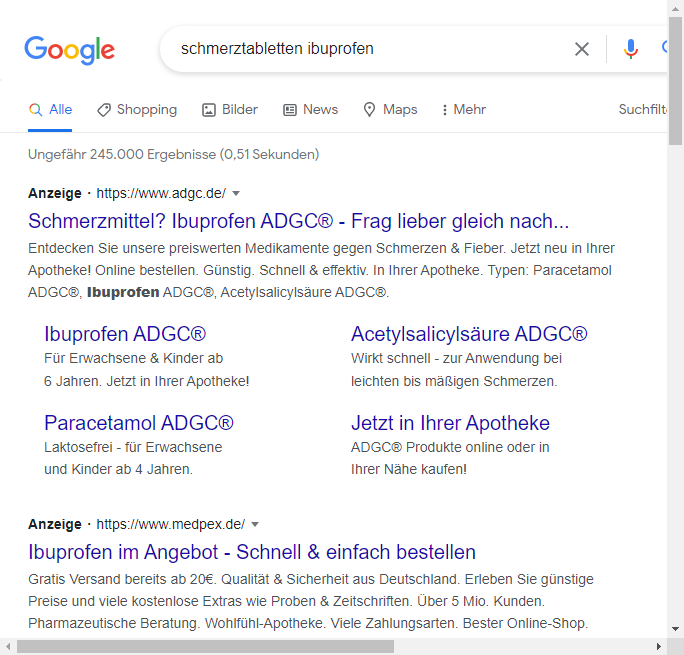 Google
schmerztabletten ibuprofen
Alle Shopping Bilder News Maps Mehr
Ungefähr 245.000 Ergebnisse (0,51 Sekunden)
Anzeige · https://www.adgc.de/
Schmerzmittel? Ibuprofen ADGC® - Frag lieber gleich nach...
Entdecken Sie unsere preiswerten Medikamente gegen Schmerzen & Fieber. Jetzt neu in Ihrer
Apotheke! Online bestellen. Günstig. Schnell & effektiv. In Ihrer Apotheke. Typen: Paracetamol
ADGC®, Ibuprofen ADGC®, Acetylsalicylsäure ADGC®.
Ibuprofen ADGC®
Für Erwachsene & Kinder ab
6 Jahren. Jetzt in Ihrer Apotheke!
Acetylsalicylsäure ADGC®
Wirkt schnell - zur Anwendung bei
leichten bis mäßigen Schmerzen.
Paracetamol ADGC®
Laktosefrei - für Erwachsene
und Kinder ab 4 Jahren.
Jetzt in Ihrer Apotheke
ADGC® Produkte online oder in
Ihrer Nähe kaufen!
Anzeige · https://www.medpex.de/
Ibuprofen im Angebot - Schnell & einfach bestellen
Gratis Versand bereits ab 20€. Qualität & Sicherheit aus Deutschland. Erleben Sie günstige
Preise und viele kostenlose Extras wie Proben & Zeitschriften. Über 5 Mio. Kunden.
Pharmazeutische Beratung. Wohlfühl-Apotheke. Viele Zahlungsarten. Bester Online-Shop.